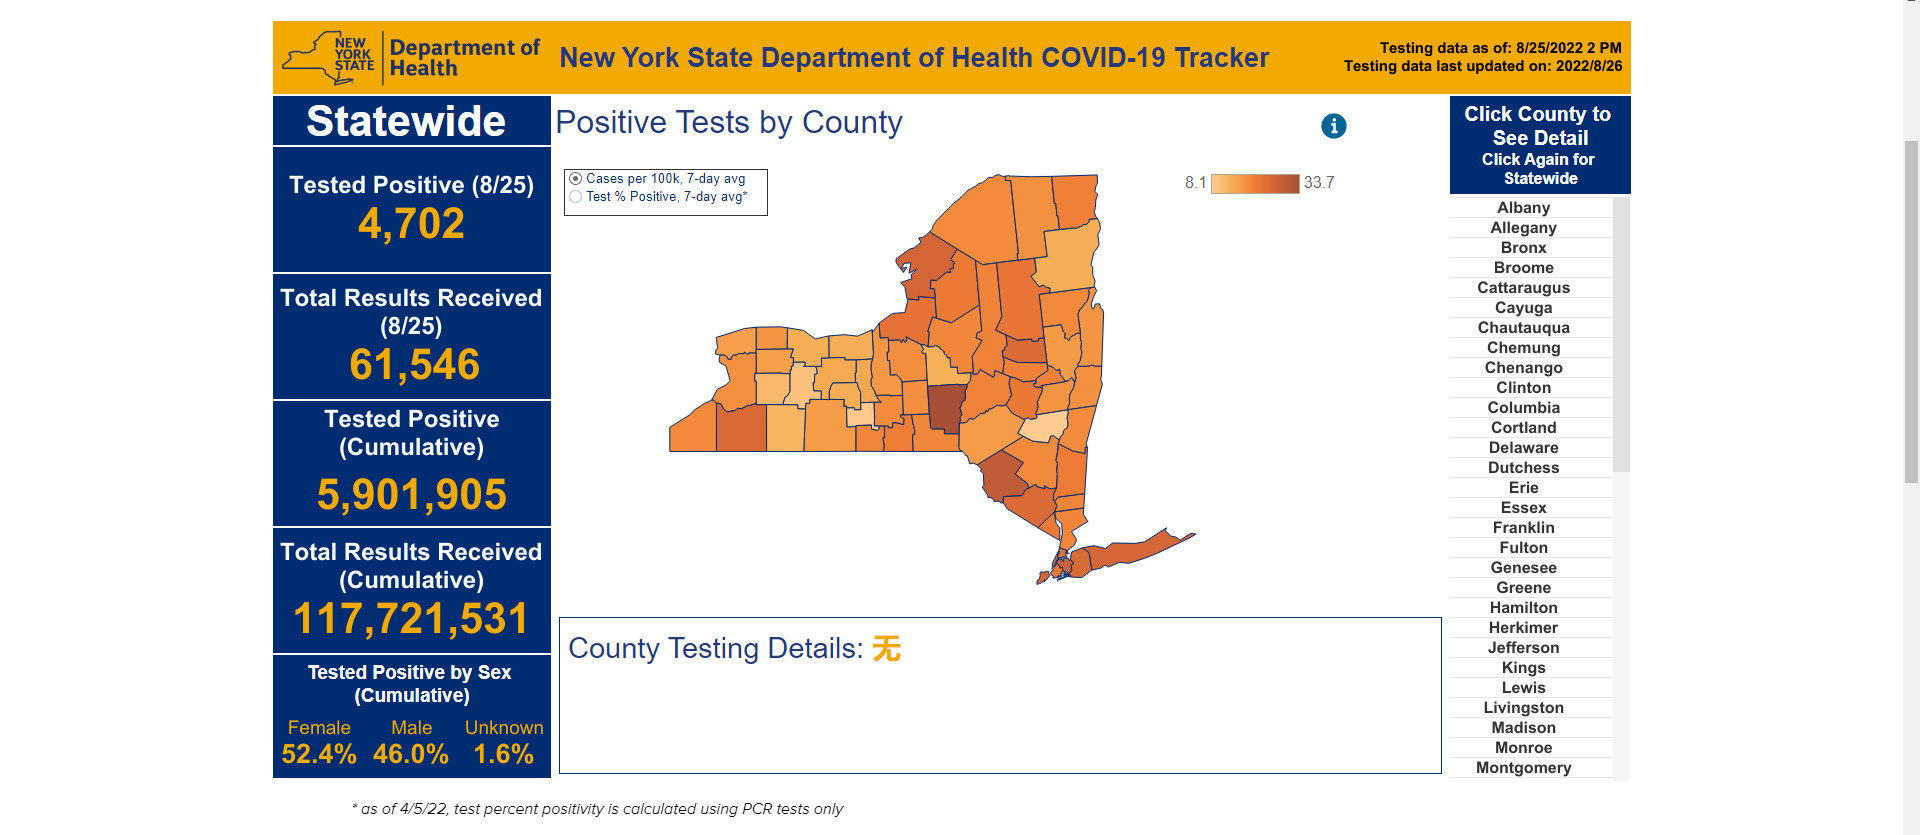 NEW
YORK
STATE
Department of
Health
New York State Department of Health COVID-19 Tracker
Testing data as of: 8/25/2022 2 PM
Testing data last updated on: 2022/8/26
Statewide
Tested Positive (8/25)
4,702
Total Results Received
(8/25)
61,546
Tested Positive
(Cumulative)
5,901,905
Total Results Received
(Cumulative)
117,721,531
Tested Positive by Sex
(Cumulative)
Female Male Unknown
52.4% 46.0% 1.6%
Positive Tests by County
i
Cases per 100k, 7-day avg
Test % Positive, 7-day avg*
8.1 33.7
County Testing Details: 无
Click County to
See Detail
Click Again for
Statewide
Albany
Allegany
Bronx
Broome
Cattaraugus
Cayuga
Chautauqua
Chemung
Chenango
Clinton
Columbia
Cortland
Delaware
Dutchess
Erie
Essex
Franklin
Fulton
Genesee
Greene
Hamilton
Herkimer
Jefferson
Kings
Lewis
Livingston
Madison
Monroe
Montgomery
* as of 4/5/22, test percent positivity is calculated using PCR tests only